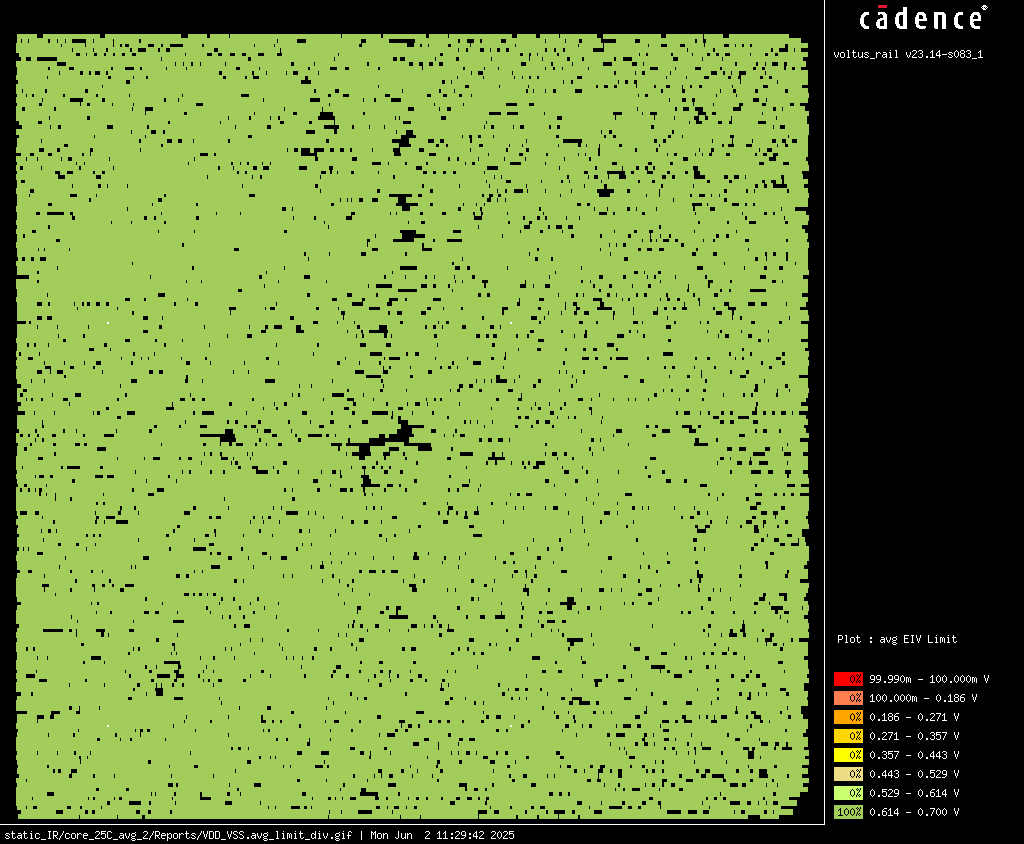 cādence®
voltus_rail v23.14-s083_1
Plot : avg EIV Limit
0% 99.990m - 100.000m V
0% 100.000m - 0.186 V
0% 0.186 - 0.271 V
0% 0.271 - 0.357 V
0% 0.357 - 0.443 V
0% 0.443 - 0.529 V
0% 0.529 - 0.614 V
100% 0.614 - 0.700 V
static_IR/core_25C_avg_2/Reports/VDD_VSS.avg_limit_div.gif | Mon Jun  2 11:29:42 2025